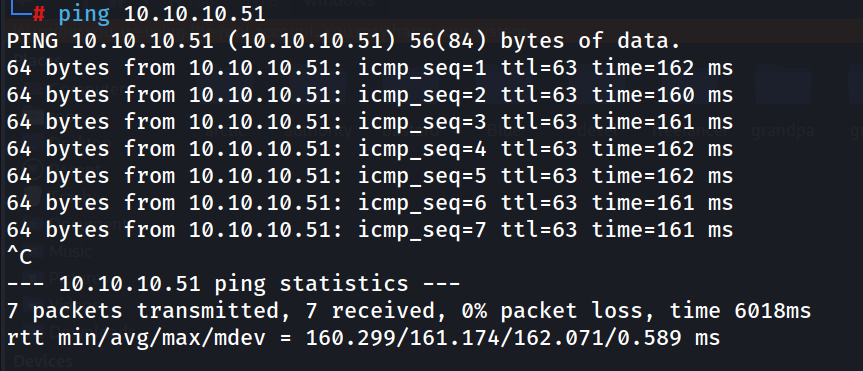 windows
└─# ping 10.10.10.51
PING 10.10.10.51 (10.10.10.51) 56(84) bytes of data.
64 bytes from 10.10.10.51: icmp_seq=1 ttl=63 time=162 ms
64 bytes from 10.10.10.51: icmp_seq=2 ttl=63 time=160 ms
64 bytes from 10.10.10.51: icmp_seq=3 ttl=63 time=161 ms
64 bytes from 10.10.10.51: icmp_seq=4 ttl=63 time=162 ms
grandpa
64 bytes from 10.10.10.51: icmp_seq=5 ttl=63 time=162 ms
64 bytes from 10.10.10.51: icmp_seq=6 ttl=63 time=161 ms
64 bytes from 10.10.10.51: icmp_seq=7 ttl=63 time=161 ms
^C
Music
--- 10.10.10.51 ping statistics ---
7 packets transmitted, 7 received, 0% packet loss, time 6018ms
rtt min/avg/max/mdev = 160.299/161.174/162.071/0.589 ms
Devices